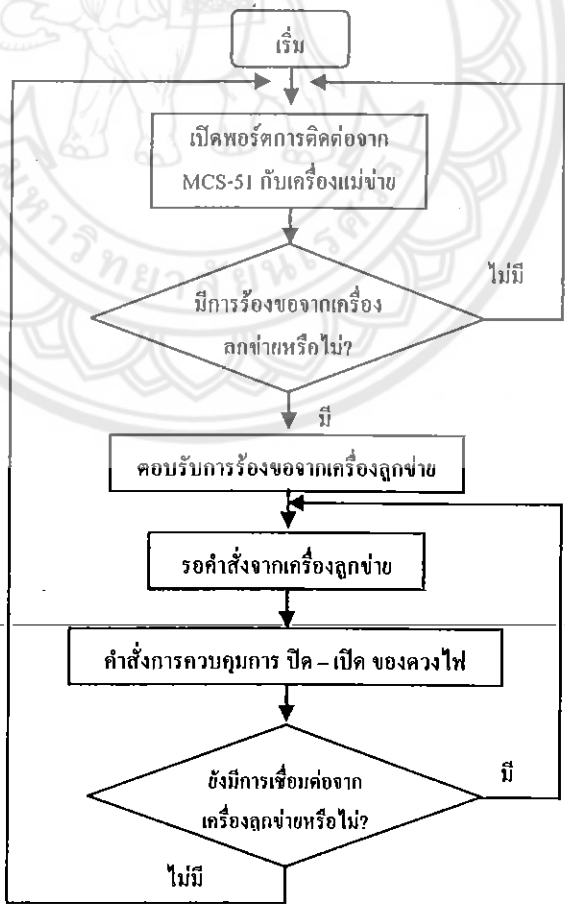 เริ่ม
เปิดพอร์ตการติดต่อจาก
MCS-51 กับเครื่องแม่ข่าย
ไม่มี
มีการร้องขอจากเครื่อง
ลูกข่ายหรือไม่?
มี
ตอบรับการร้องขอจากเครื่องลูกข่าย
รอคำสั่งจากเครื่องลูกข่าย
คำสั่งการควบคุมการ ปิด – เปิด ของดวงไฟ
ยังมีการเชื่อมต่อจาก
มี
เครื่องลูกข่ายหรือไม่?
ไม่มี